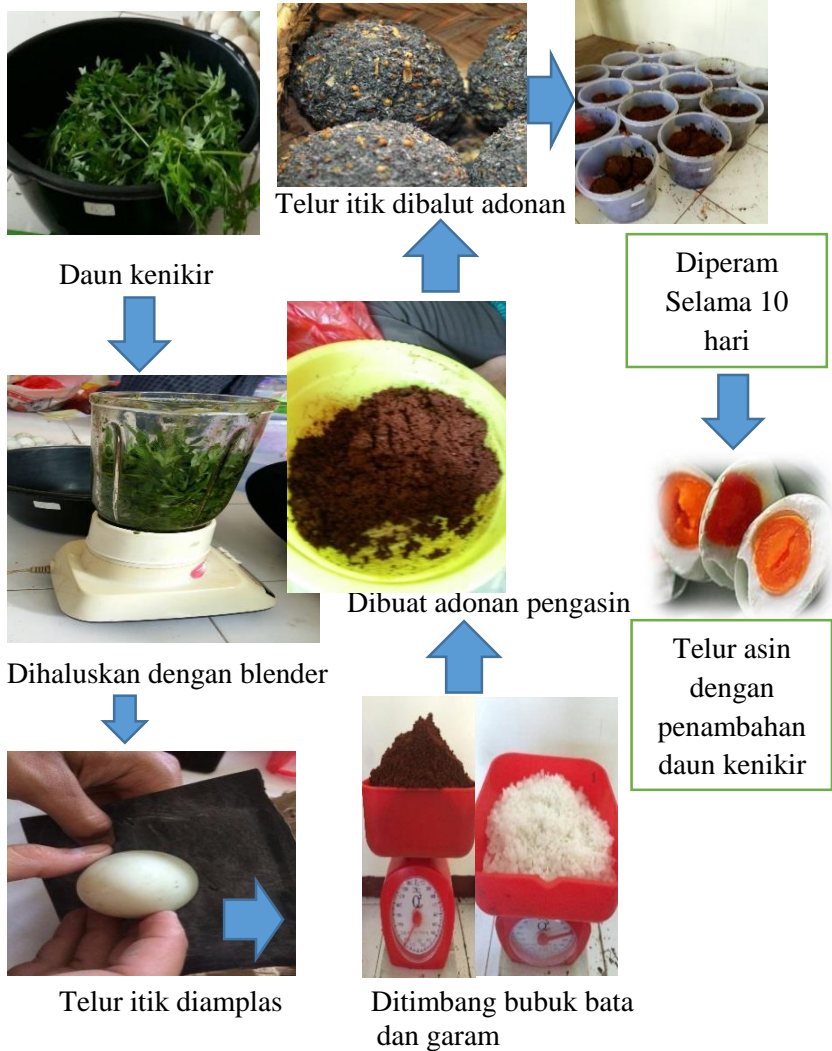 Daun kenikir
Dihaluskan dengan blender
Telur itik diamplas
Ditimbang bubuk bata
dan garam
Dibuat adonan pengasin
Telur itik dibalut adonan
Diperam
Selama 10
hari
Telur asin
dengan
penambahan
daun kenikir